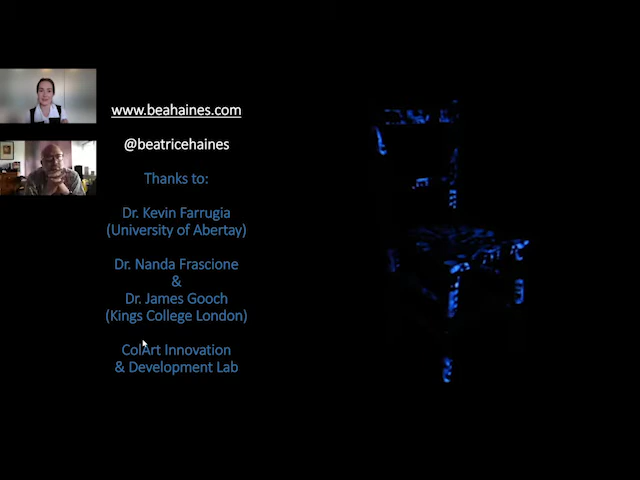 www.beahaines.com
@beatricehaines
Thanks to:
Dr. Kevin Farrugia
(University of Abertay)
Dr. Nanda Frascione
&
Dr. James Gooch
(Kings College London)
ColArt Innovation
& Development Lab